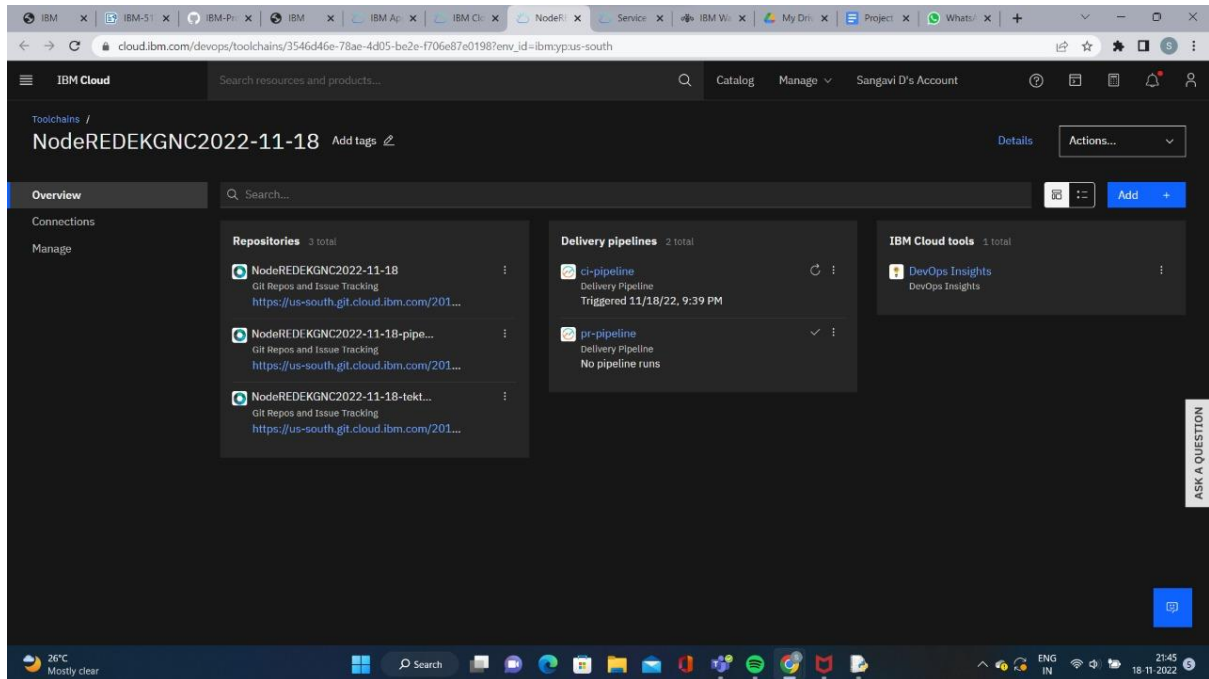 IBM
IBM-51
IBM-Pr
IBM
IBM Ap
IBM Clo
NodeRE
Service
IBM Wa
My Driv
Project
WhatsA
cloud.ibm.com/devops/toolchains/3546d46e-78ae-4d05-be2e-f706e87e0198?env_id=ibm:yp:us-south
S
IBM Cloud
Search resources and products...
Catalog
Manage
Sangavi D's Account
Toolchains /
NodeREDEKGNC2022-11-18 Add tags
Details
Actions...
Overview
Connections
Manage
Search...
Add +
Repositories 3 total
NodeREDEKGNC2022-11-18
Git Repos and Issue Tracking
https://us-south.git.cloud.ibm.com/201...
NodeREDEKGNC2022-11-18-pipe...
Git Repos and Issue Tracking
https://us-south.git.cloud.ibm.com/201...
NodeREDEKGNC2022-11-18-tekt...
Git Repos and Issue Tracking
https://us-south.git.cloud.ibm.com/201...
Delivery pipelines 2 total
ci-pipeline
Delivery Pipeline
Triggered 11/18/22, 9:39 PM
pr-pipeline
Delivery Pipeline
No pipeline runs
IBM Cloud tools 1 total
DevOps Insights
DevOps Insights
ASK A QUESTION
26°C
Mostly clear
Search
ENG
IN
21:45
18-11-2022